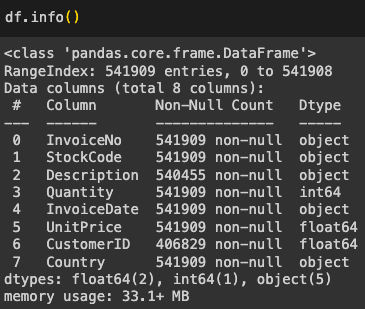 df.info()
<class 'pandas.core.frame.DataFrame'>
RangeIndex: 541909 entries, 0 to 541908
Data columns (total 8 columns):
 #   Column       Non-Null Count   Dtype
---  ------       --------------   -----
 0   InvoiceNo    541909 non-null  object
 1   StockCode    541909 non-null  object
 2   Description  540455 non-null  object
 3   Quantity     541909 non-null  int64
 4   InvoiceDate  541909 non-null  object
 5   UnitPrice    541909 non-null  float64
 6   CustomerID   406829 non-null  float64
 7   Country      541909 non-null  object
dtypes: float64(2), int64(1), object(5)
memory usage: 33.1+ MB